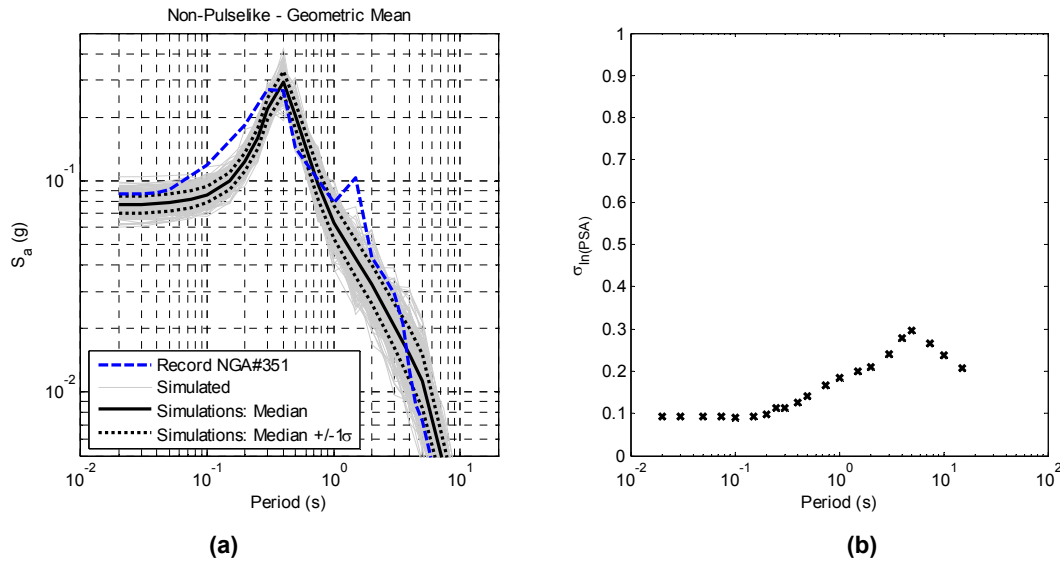 Non-Pulselike - Geometric Mean
S_a (g)
10^-1
10^-2
Record NGA#351
Simulated
Simulations: Median
Simulations: Median +/-1σ
10^-2 10^-1 10^0 10^1
Period (s)
(a)
σ_ln(PSA)
1
0.9
0.8
0.7
0.6
0.5
0.4
0.3
0.2
0.1
0
10^-2 10^-1 10^0 10^1 10^2
Period (s)
(b)